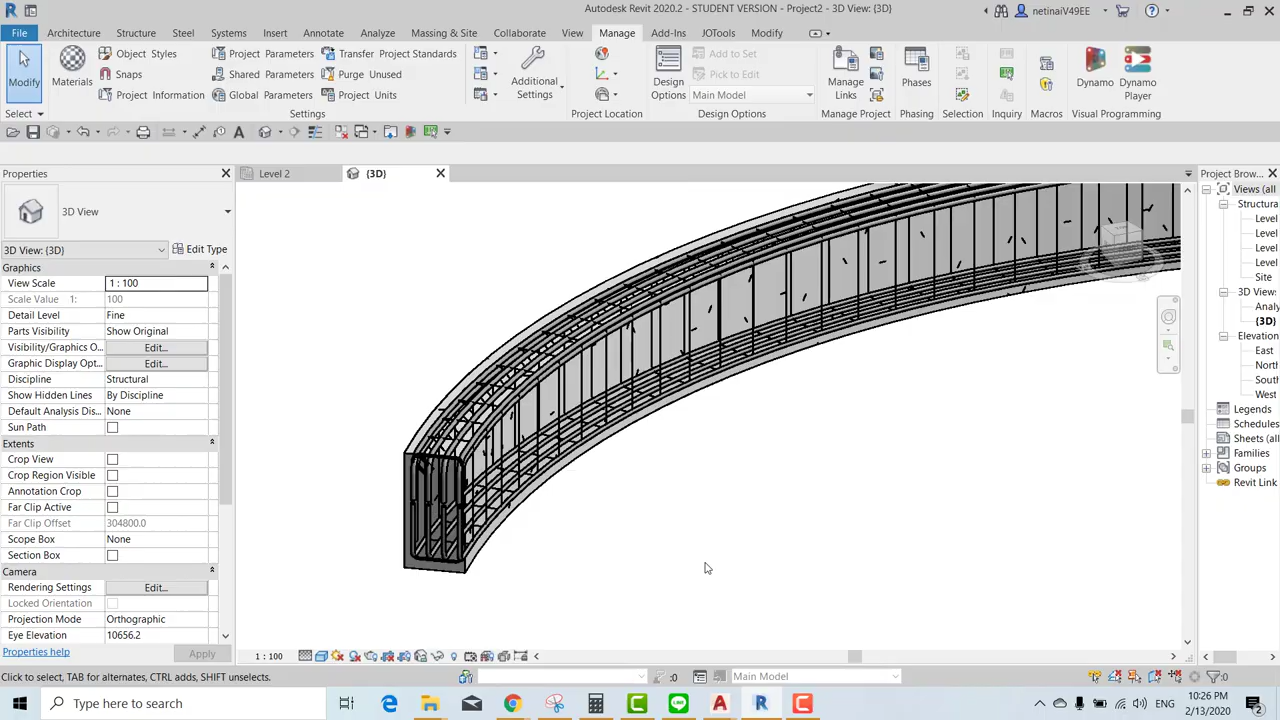 Autodesk Revit 2020.2 - STUDENT VERSION - Project2 - 3D View: {3D}
netinaiV49EE
File Architecture Structure Steel Systems Insert Annotate Analyze Massing & Site Collaborate View Manage Add-Ins JOTools Modify
Modify
Materials
Object Styles
Snaps
Project Information
Project Parameters
Shared Parameters
Global Parameters
Transfer Project Standards
Purge Unused
Project Units
Additional
Settings
Design
Options
Add to Set
Pick to Edit
Main Model
Manage
Links
Phases
Dynamo
Dynamo
Player
Select
Settings
Project Location
Design Options
Manage Project
Phasing
Selection
Inquiry
Macros
Visual Programming
Properties
Level 2
{3D}
Project Brow...
3D View
3D View: {3D}
Edit Type
Graphics
View Scale 1 : 100
Scale Value 1: 100
Detail Level Fine
Parts Visibility Show Original
Visibility/Graphics O... Edit...
Graphic Display Opt... Edit...
Discipline Structural
Show Hidden Lines By Discipline
Default Analysis Dis... None
Sun Path
Extents
Crop View
Crop Region Visible
Annotation Crop
Far Clip Active
Far Clip Offset 304800.0
Scope Box None
Section Box
Camera
Rendering Settings Edit...
Locked Orientation
Projection Mode Orthographic
Eye Elevation 10656.2
Properties help
Apply
Views (all
Structura
Level
Level
Level
Level
Site
3D View:
Analy
{3D}
Elevation
East
North
South
West
Legends
Schedules
Sheets (all
Families
Groups
Revit Link
1 : 100
Click to select, TAB for alternates, CTRL adds, SHIFT unselects.
:0
Main Model
:0
Type here to search
ENG
10:26 PM
2/13/2020
2